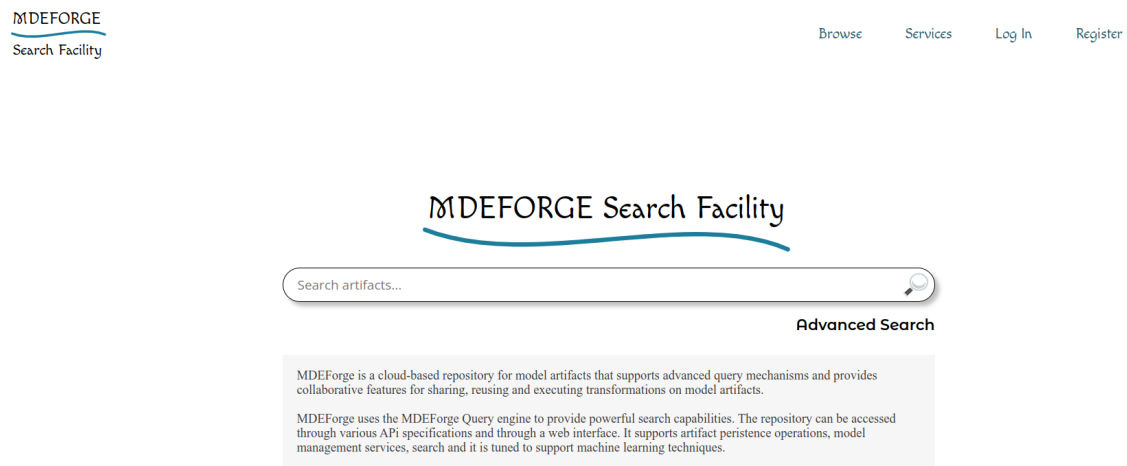 MDEFORGE
Search Facility
Browse
Services
Log In
Register
MDEFORGE Search Facility
Search artifacts...
Advanced Search
MDEForge is a cloud-based repository for model artifacts that supports advanced query mechanisms and provides
collaborative features for sharing, reusing and executing transformations on model artifacts.
MDEForge uses the MDEForge Query engine to provide powerful search capabilities. The repository can be accessed
through various APi specifications and through a web interface. It supports artifact peristence operations, model
management services, search and it is tuned to support machine learning techniques.